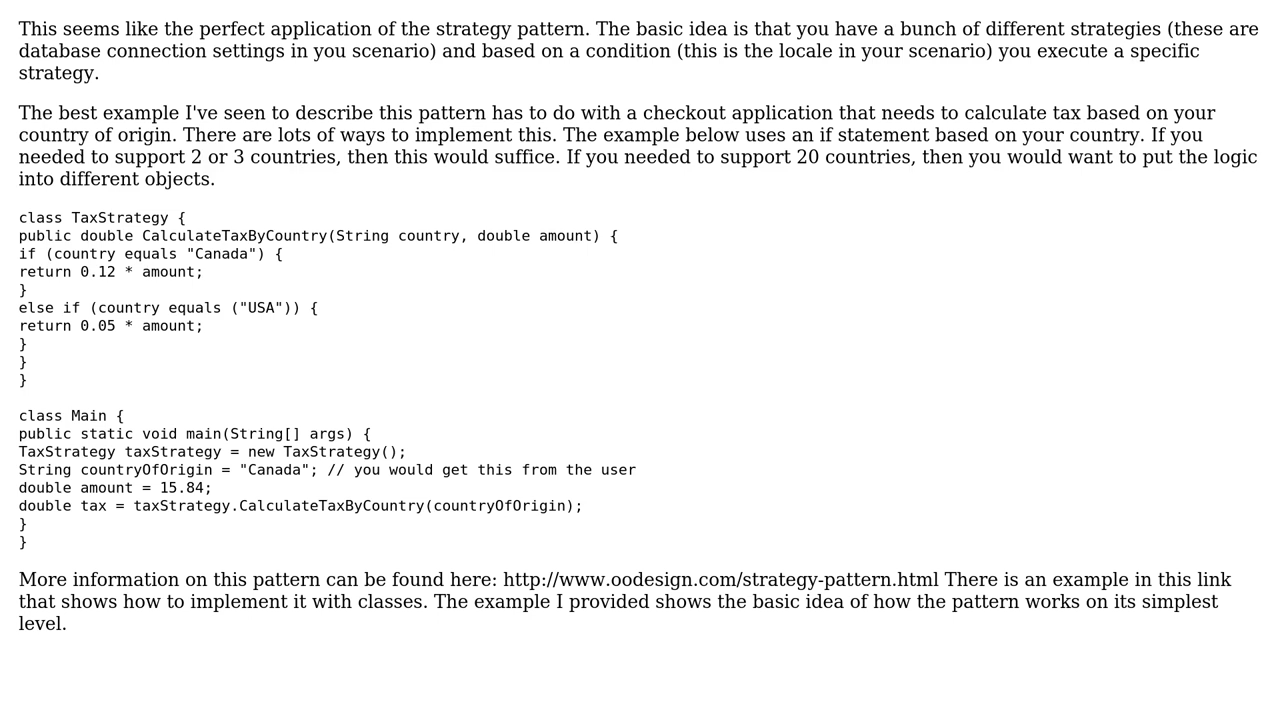 This seems like the perfect application of the strategy pattern. The basic idea is that you have a bunch of different strategies (these are
database connection settings in you scenario) and based on a condition (this is the locale in your scenario) you execute a specific
strategy.
The best example I've seen to describe this pattern has to do with a checkout application that needs to calculate tax based on your
country of origin. There are lots of ways to implement this. The example below uses an if statement based on your country. If you
needed to support 2 or 3 countries, then this would suffice. If you needed to support 20 countries, then you would want to put the logic
into different objects.
class TaxStrategy {
public double CalculateTaxByCountry(String country, double amount) {
if (country equals "Canada") {
return 0.12 * amount;
}
else if (country equals ("USA")) {
return 0.05 * amount;
}
}
}
class Main {
public static void main(String[] args) {
TaxStrategy taxStrategy = new TaxStrategy();
String countryOfOrigin = "Canada"; // you would get this from the user
double amount = 15.84;
double tax = taxStrategy.CalculateTaxByCountry(countryOfOrigin);
}
}
More information on this pattern can be found here: http://www.oodesign.com/strategy-pattern.html There is an example in this link
that shows how to implement it with classes. The example I provided shows the basic idea of how the pattern works on its simplest
level.